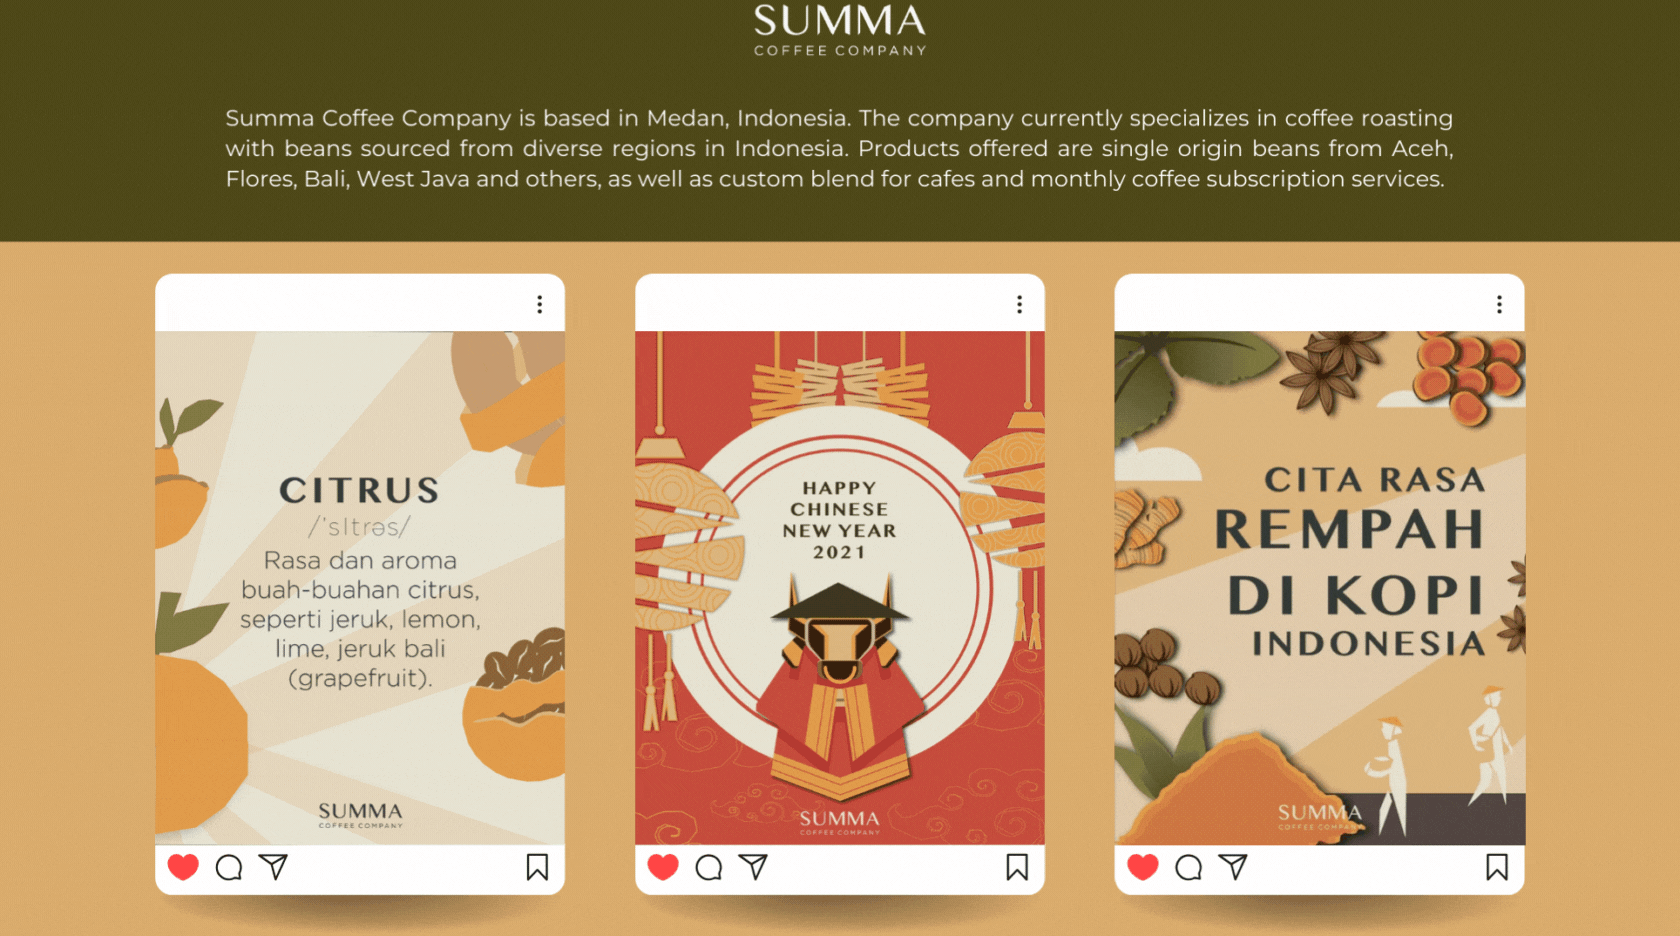 SUMMA
COFFEE COMPANY
Summa Coffee Company is based in Medan, Indonesia. The company currently specializes in coffee roasting
with beans sourced from diverse regions in Indonesia. Products offered are single origin beans from Aceh,
Flores, Bali, West Java and others, as well as custom blend for cafes and monthly coffee subscription services.
CITRUS
/'sItrəs/
Rasa dan aroma
buah-buahan citrus,
seperti jeruk, lemon,
lime, jeruk bali
(grapefruit).
SUMMA
COFFEE COMPANY
HAPPY
CHINESE
NEW YEAR
2021
SUMMA
COFFEE COMPANY
CITA RASA
REMPAH
DI KOPI
INDONESIA
SUMMA
COFFEE COMPANY